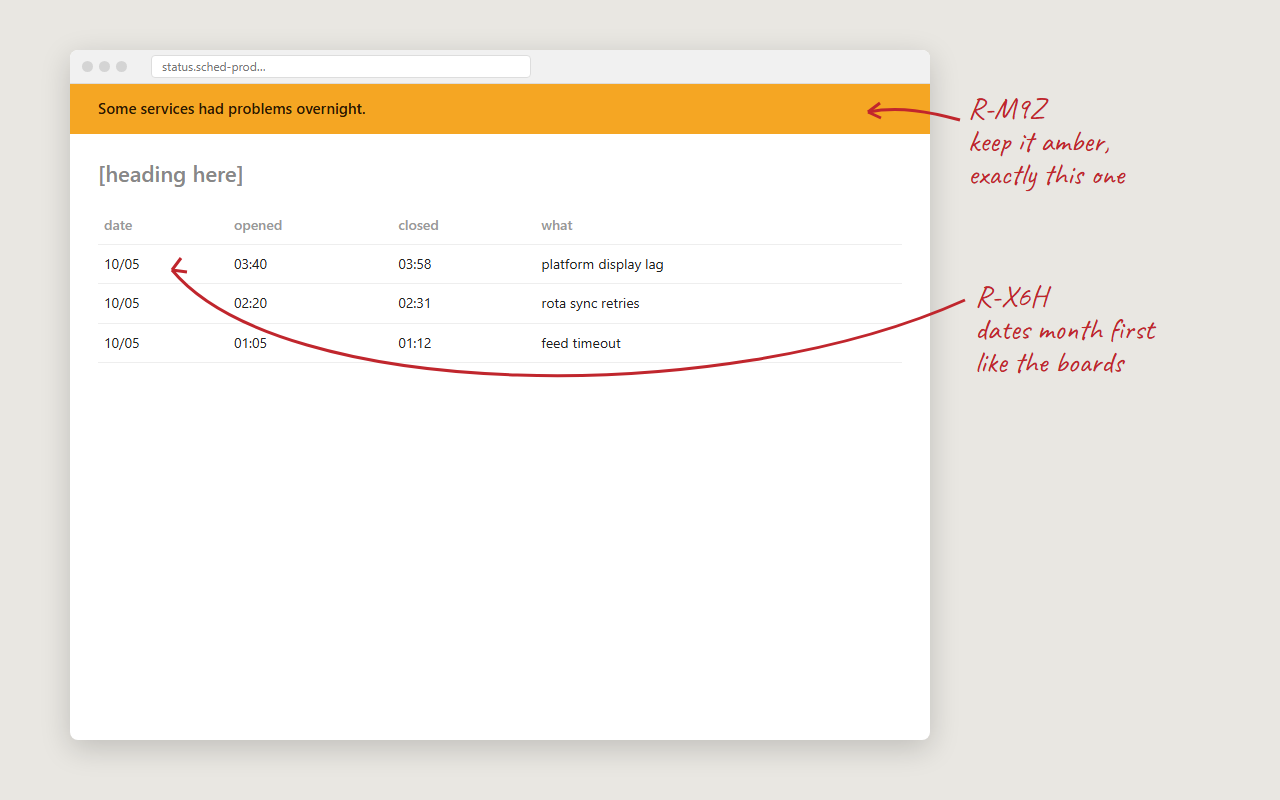 status.sched-prod...
Some services had problems overnight.
[heading here]
date opened closed what
10/05 03:40 03:58 platform display lag
10/05 02:20 02:31 rota sync retries
10/05 01:05 01:12 feed timeout
R-M9Z
keep it amber,
exactly this one
R-X6H
dates month first
like the boards